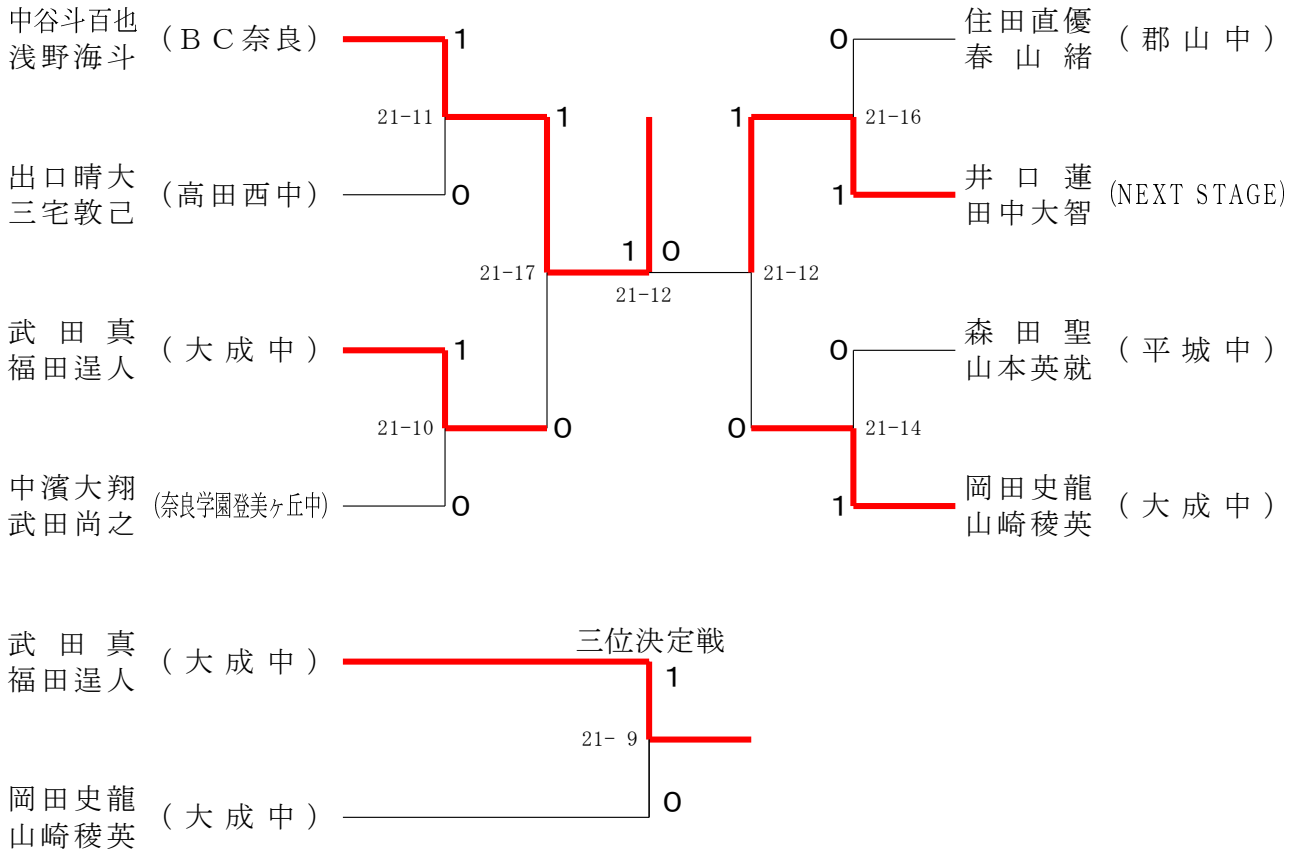 中谷斗百也
浅野海斗
(ＢＣ奈良)
1
21-11
出口晴大
三宅敦己
(高田西中)
0
1
21-17
武田真
福田逞人
(大成中)
1
21-10
0
中濱大翔
武田尚之
(奈良学園登美ヶ丘中)
0
1 0
21-12
0
住田直優
春山緒
(郡山中)
1
21-16
1
井口蓮
田中大智
(NEXT STAGE)
21-12
0
森田聖
山本英就
(平城中)
0
21-14
1
岡田史龍
山崎稜英
(大成中)
三位決定戦
武田真
福田逞人
(大成中)
1
21- 9
岡田史龍
山崎稜英
(大成中)
0